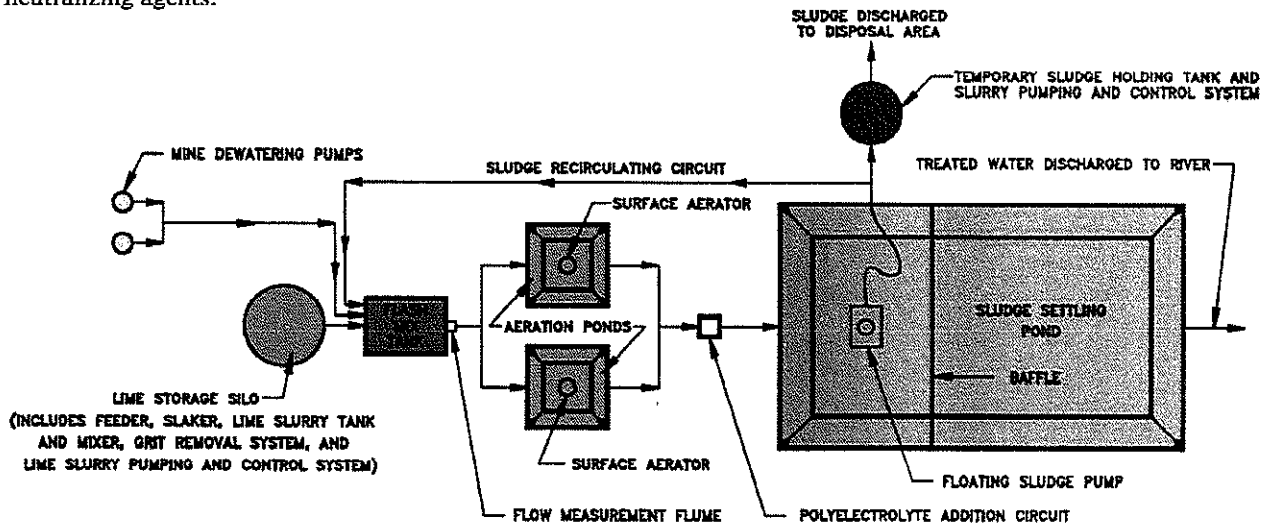 neutralizing agents.
SLUDGE DISCHARGED
TO DISPOSAL AREA
TEMPORARY SLUDGE HOLDING TANK AND
SLURRY PUMPING AND CONTROL SYSTEM
MINE DEWATERING PUMPS
SLUDGE RECIRCULATING CIRCUIT
TREATED WATER DISCHARGED TO RIVER
SURFACE AERATOR
FLASH
MIX
TANK
AERATION PONDS
SLUDGE SETTLING
POND
BAFFLE
LIME STORAGE SILO
(INCLUDES FEEDER, SLAKER, LIME SLURRY TANK
AND MIXER, GRIT REMOVAL SYSTEM, AND
LIME SLURRY PUMPING AND CONTROL SYSTEM)
SURFACE AERATOR
FLOATING SLUDGE PUMP
FLOW MEASUREMENT FLUME
POLYELECTROLYTE ADDITION CIRCUIT